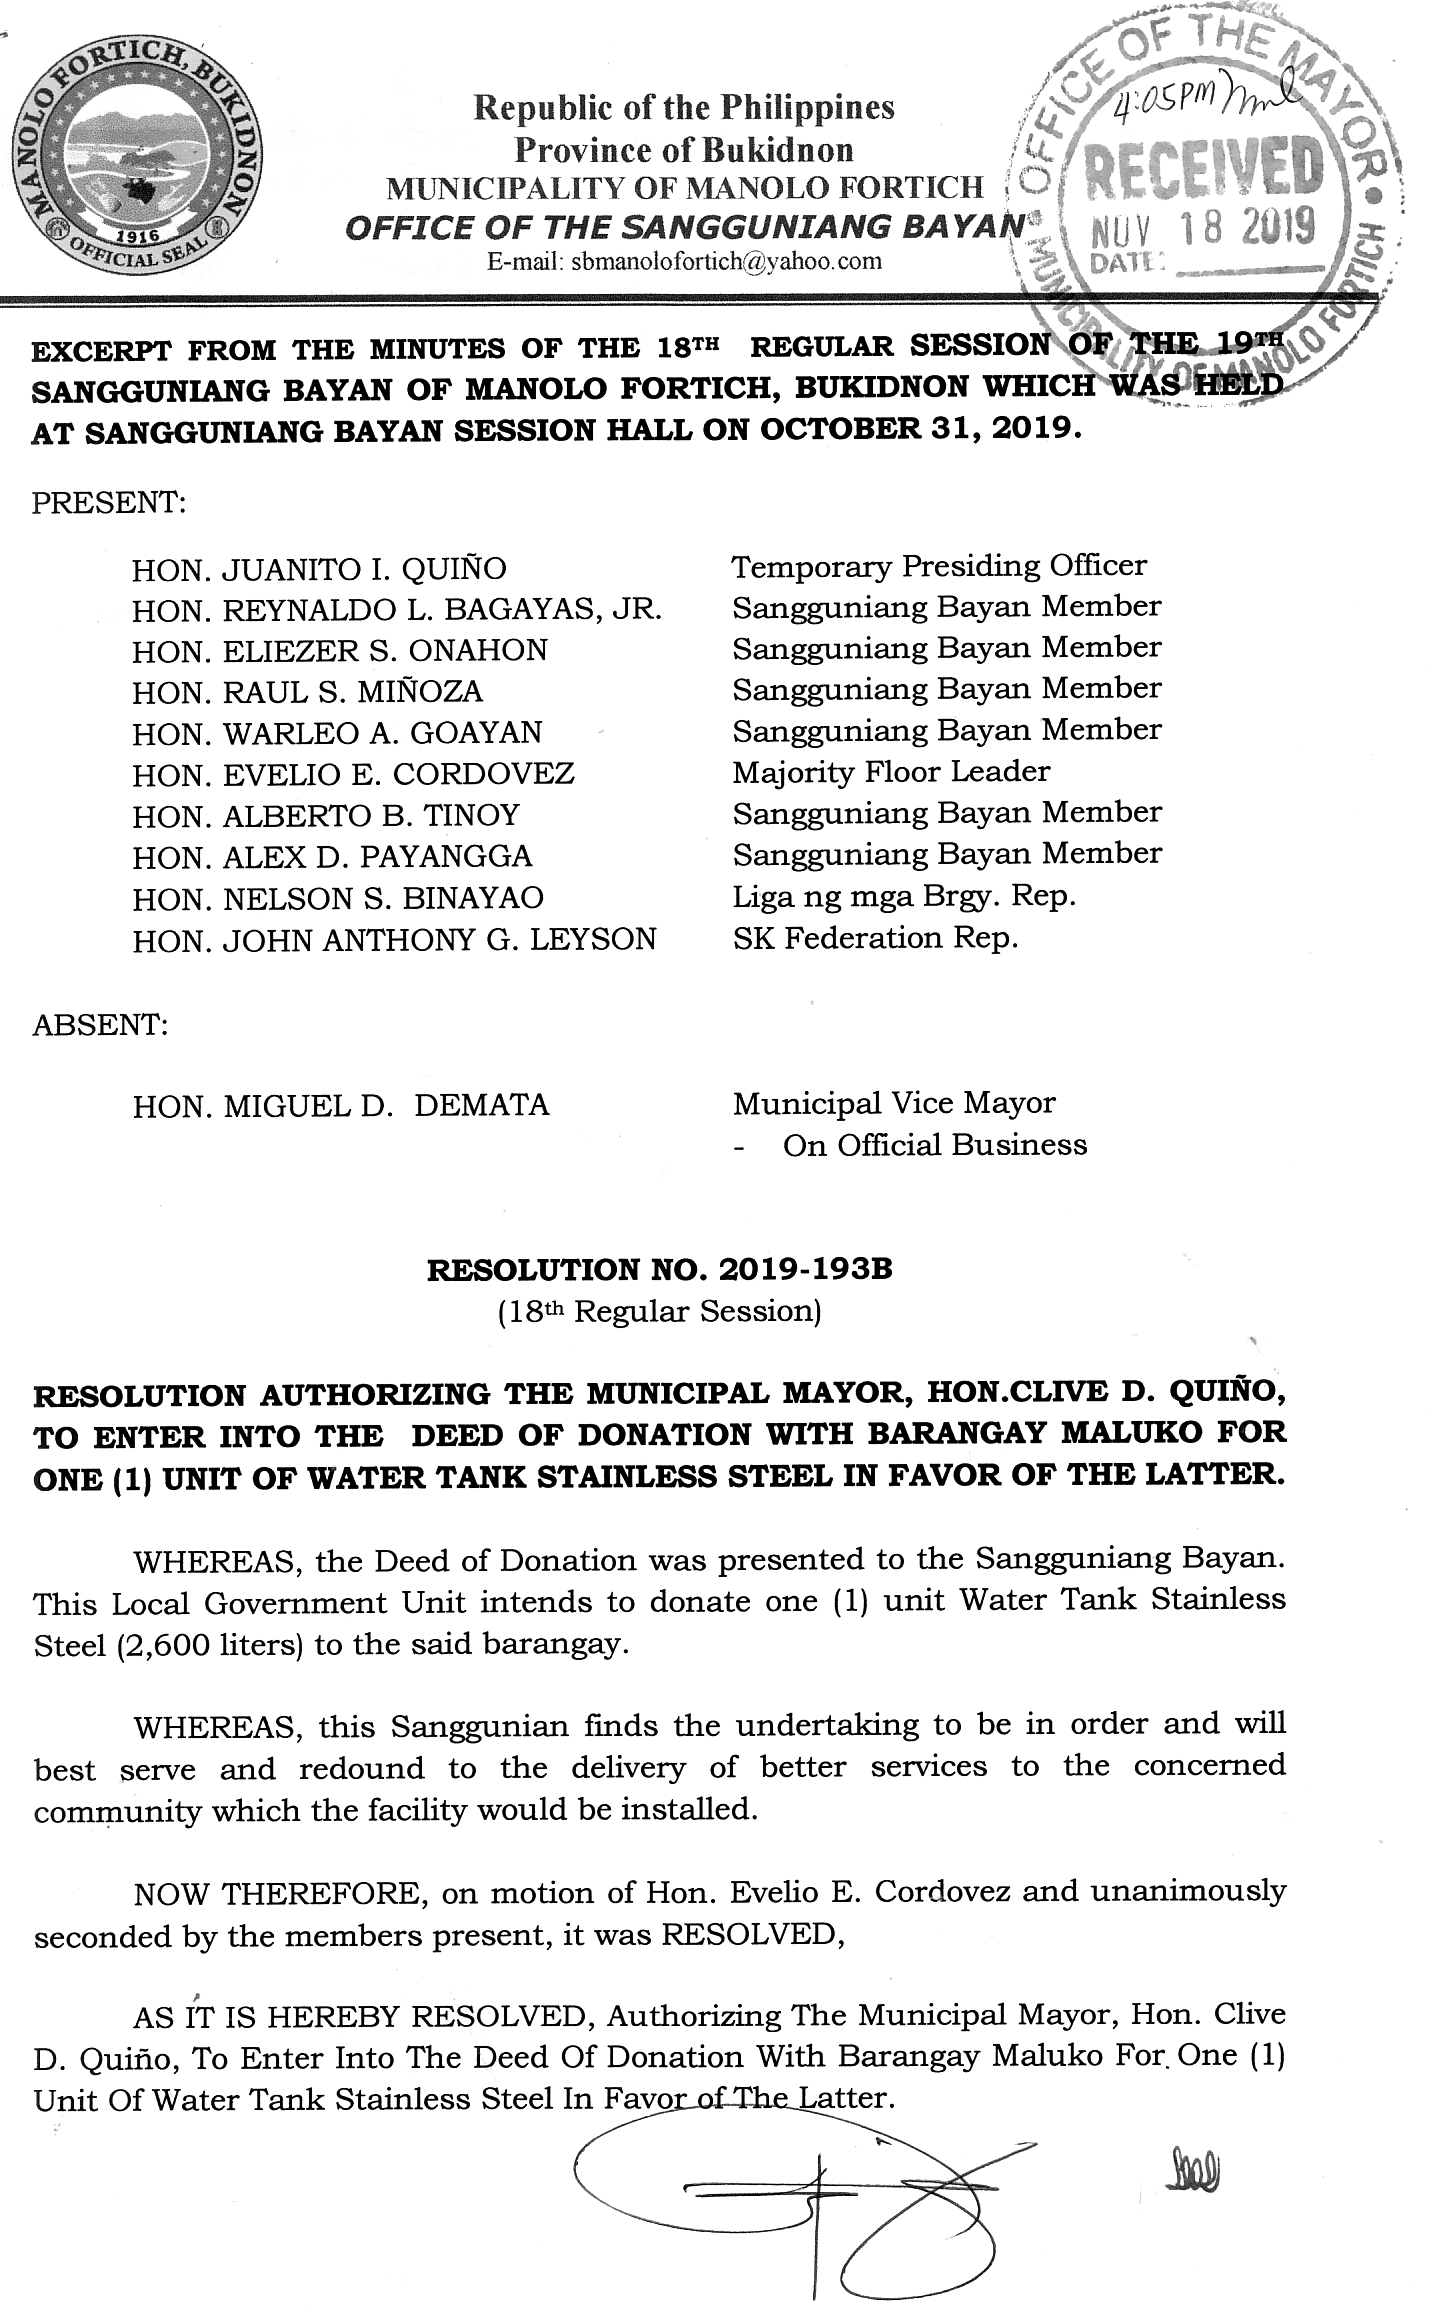 MANOLO FORTICH, BUKIDNON
1916
OFFICIAL SEAL
Republic of the Philippines
Province of Bukidnon
MUNICIPALITY OF MANOLO FORTICH
OFFICE OF THE SANGGUNIANG BAYAN
E-mail: sbmanolofortich@yahoo.com
OFFICE OF THE MAYOR
4:05PM
RECEIVED
NOV 18 2019
DATE:
MUNICIPALITY OF MANOLO FORTICH
EXCERPT FROM THE MINUTES OF THE 18TH REGULAR SESSION OF THE 19TH
SANGGUNIANG BAYAN OF MANOLO FORTICH, BUKIDNON WHICH WAS HELD
AT SANGGUNIANG BAYAN SESSION HALL ON OCTOBER 31, 2019.
PRESENT:
HON. JUANITO I. QUIÑO Temporary Presiding Officer
HON. REYNALDO L. BAGAYAS, JR. Sangguniang Bayan Member
HON. ELIEZER S. ONAHON Sangguniang Bayan Member
HON. RAUL S. MIÑOZA Sangguniang Bayan Member
HON. WARLEO A. GOAYAN Sangguniang Bayan Member
HON. EVELIO E. CORDOVEZ Majority Floor Leader
HON. ALBERTO B. TINOY Sangguniang Bayan Member
HON. ALEX D. PAYANGGA Sangguniang Bayan Member
HON. NELSON S. BINAYAO Liga ng mga Brgy. Rep.
HON. JOHN ANTHONY G. LEYSON SK Federation Rep.
ABSENT:
HON. MIGUEL D. DEMATA Municipal Vice Mayor
- On Official Business
RESOLUTION NO. 2019-193B
(18th Regular Session)
RESOLUTION AUTHORIZING THE MUNICIPAL MAYOR, HON.CLIVE D. QUIÑO,
TO ENTER INTO THE DEED OF DONATION WITH BARANGAY MALUKO FOR
ONE (1) UNIT OF WATER TANK STAINLESS STEEL IN FAVOR OF THE LATTER.
WHEREAS, the Deed of Donation was presented to the Sangguniang Bayan.
This Local Government Unit intends to donate one (1) unit Water Tank Stainless
Steel (2,600 liters) to the said barangay.
WHEREAS, this Sanggunian finds the undertaking to be in order and will
best serve and redound to the delivery of better services to the concerned
community which the facility would be installed.
NOW THEREFORE, on motion of Hon. Evelio E. Cordovez and unanimously
seconded by the members present, it was RESOLVED,
AS IT IS HEREBY RESOLVED, Authorizing The Municipal Mayor, Hon. Clive
D. Quiño, To Enter Into The Deed Of Donation With Barangay Maluko For One (1)
Unit Of Water Tank Stainless Steel In Favor of The Latter.